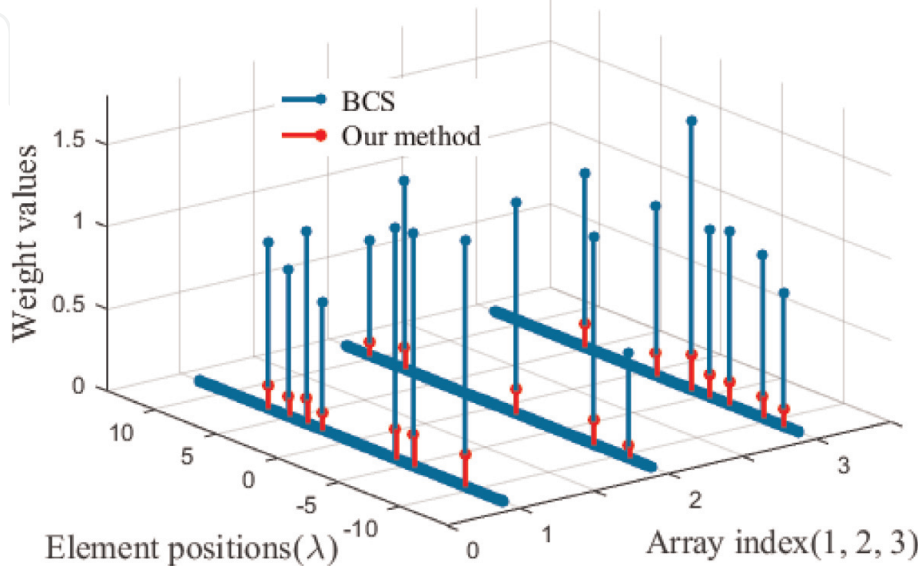 BCS
Our method
Weight values
1.5
1
0.5
0
10
5
0
-5
-10
Element positions(λ)
0
1
2
3
Array index(1, 2, 3)